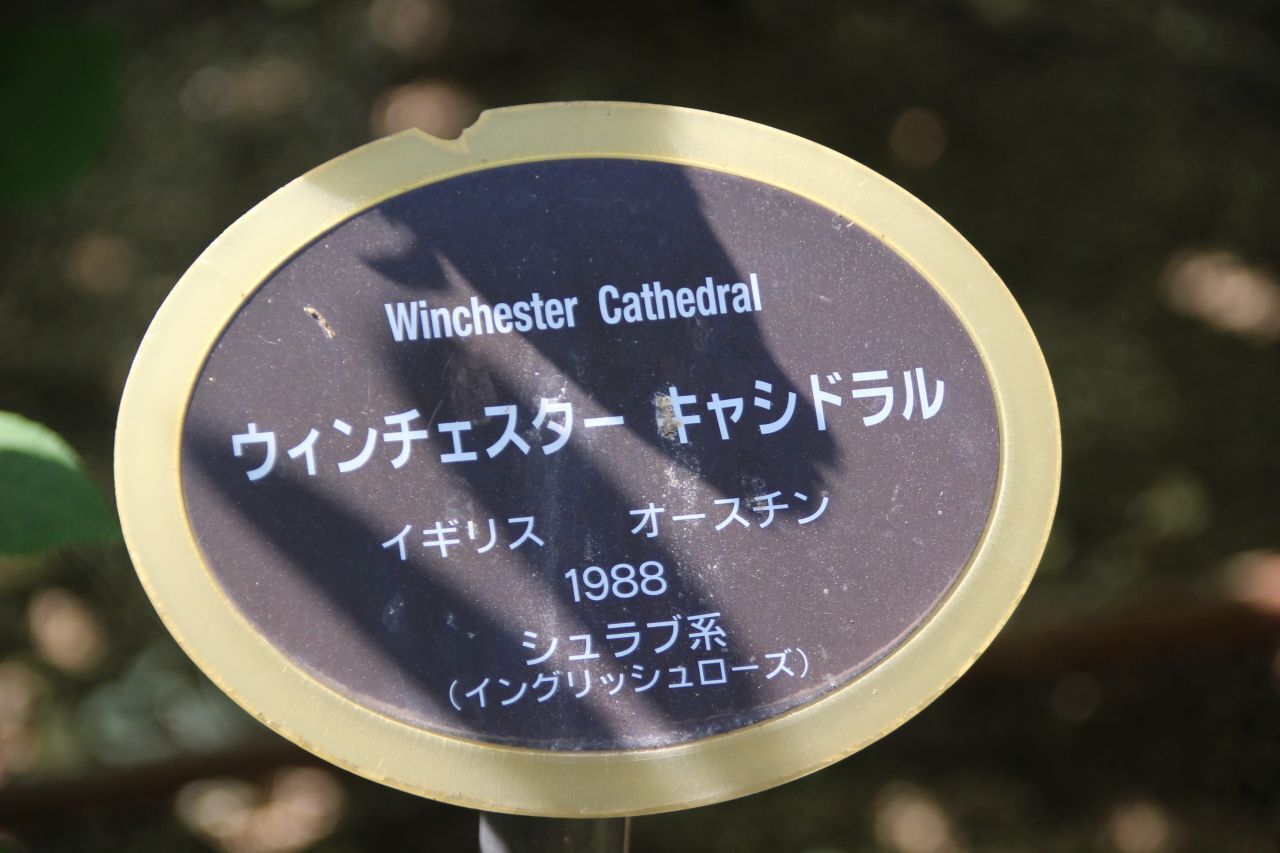 Winchester Cathedral
ウィンチェスター キャシドラル
イギリス　オースチン
1988
シュラブ系
（イングリッシュローズ）